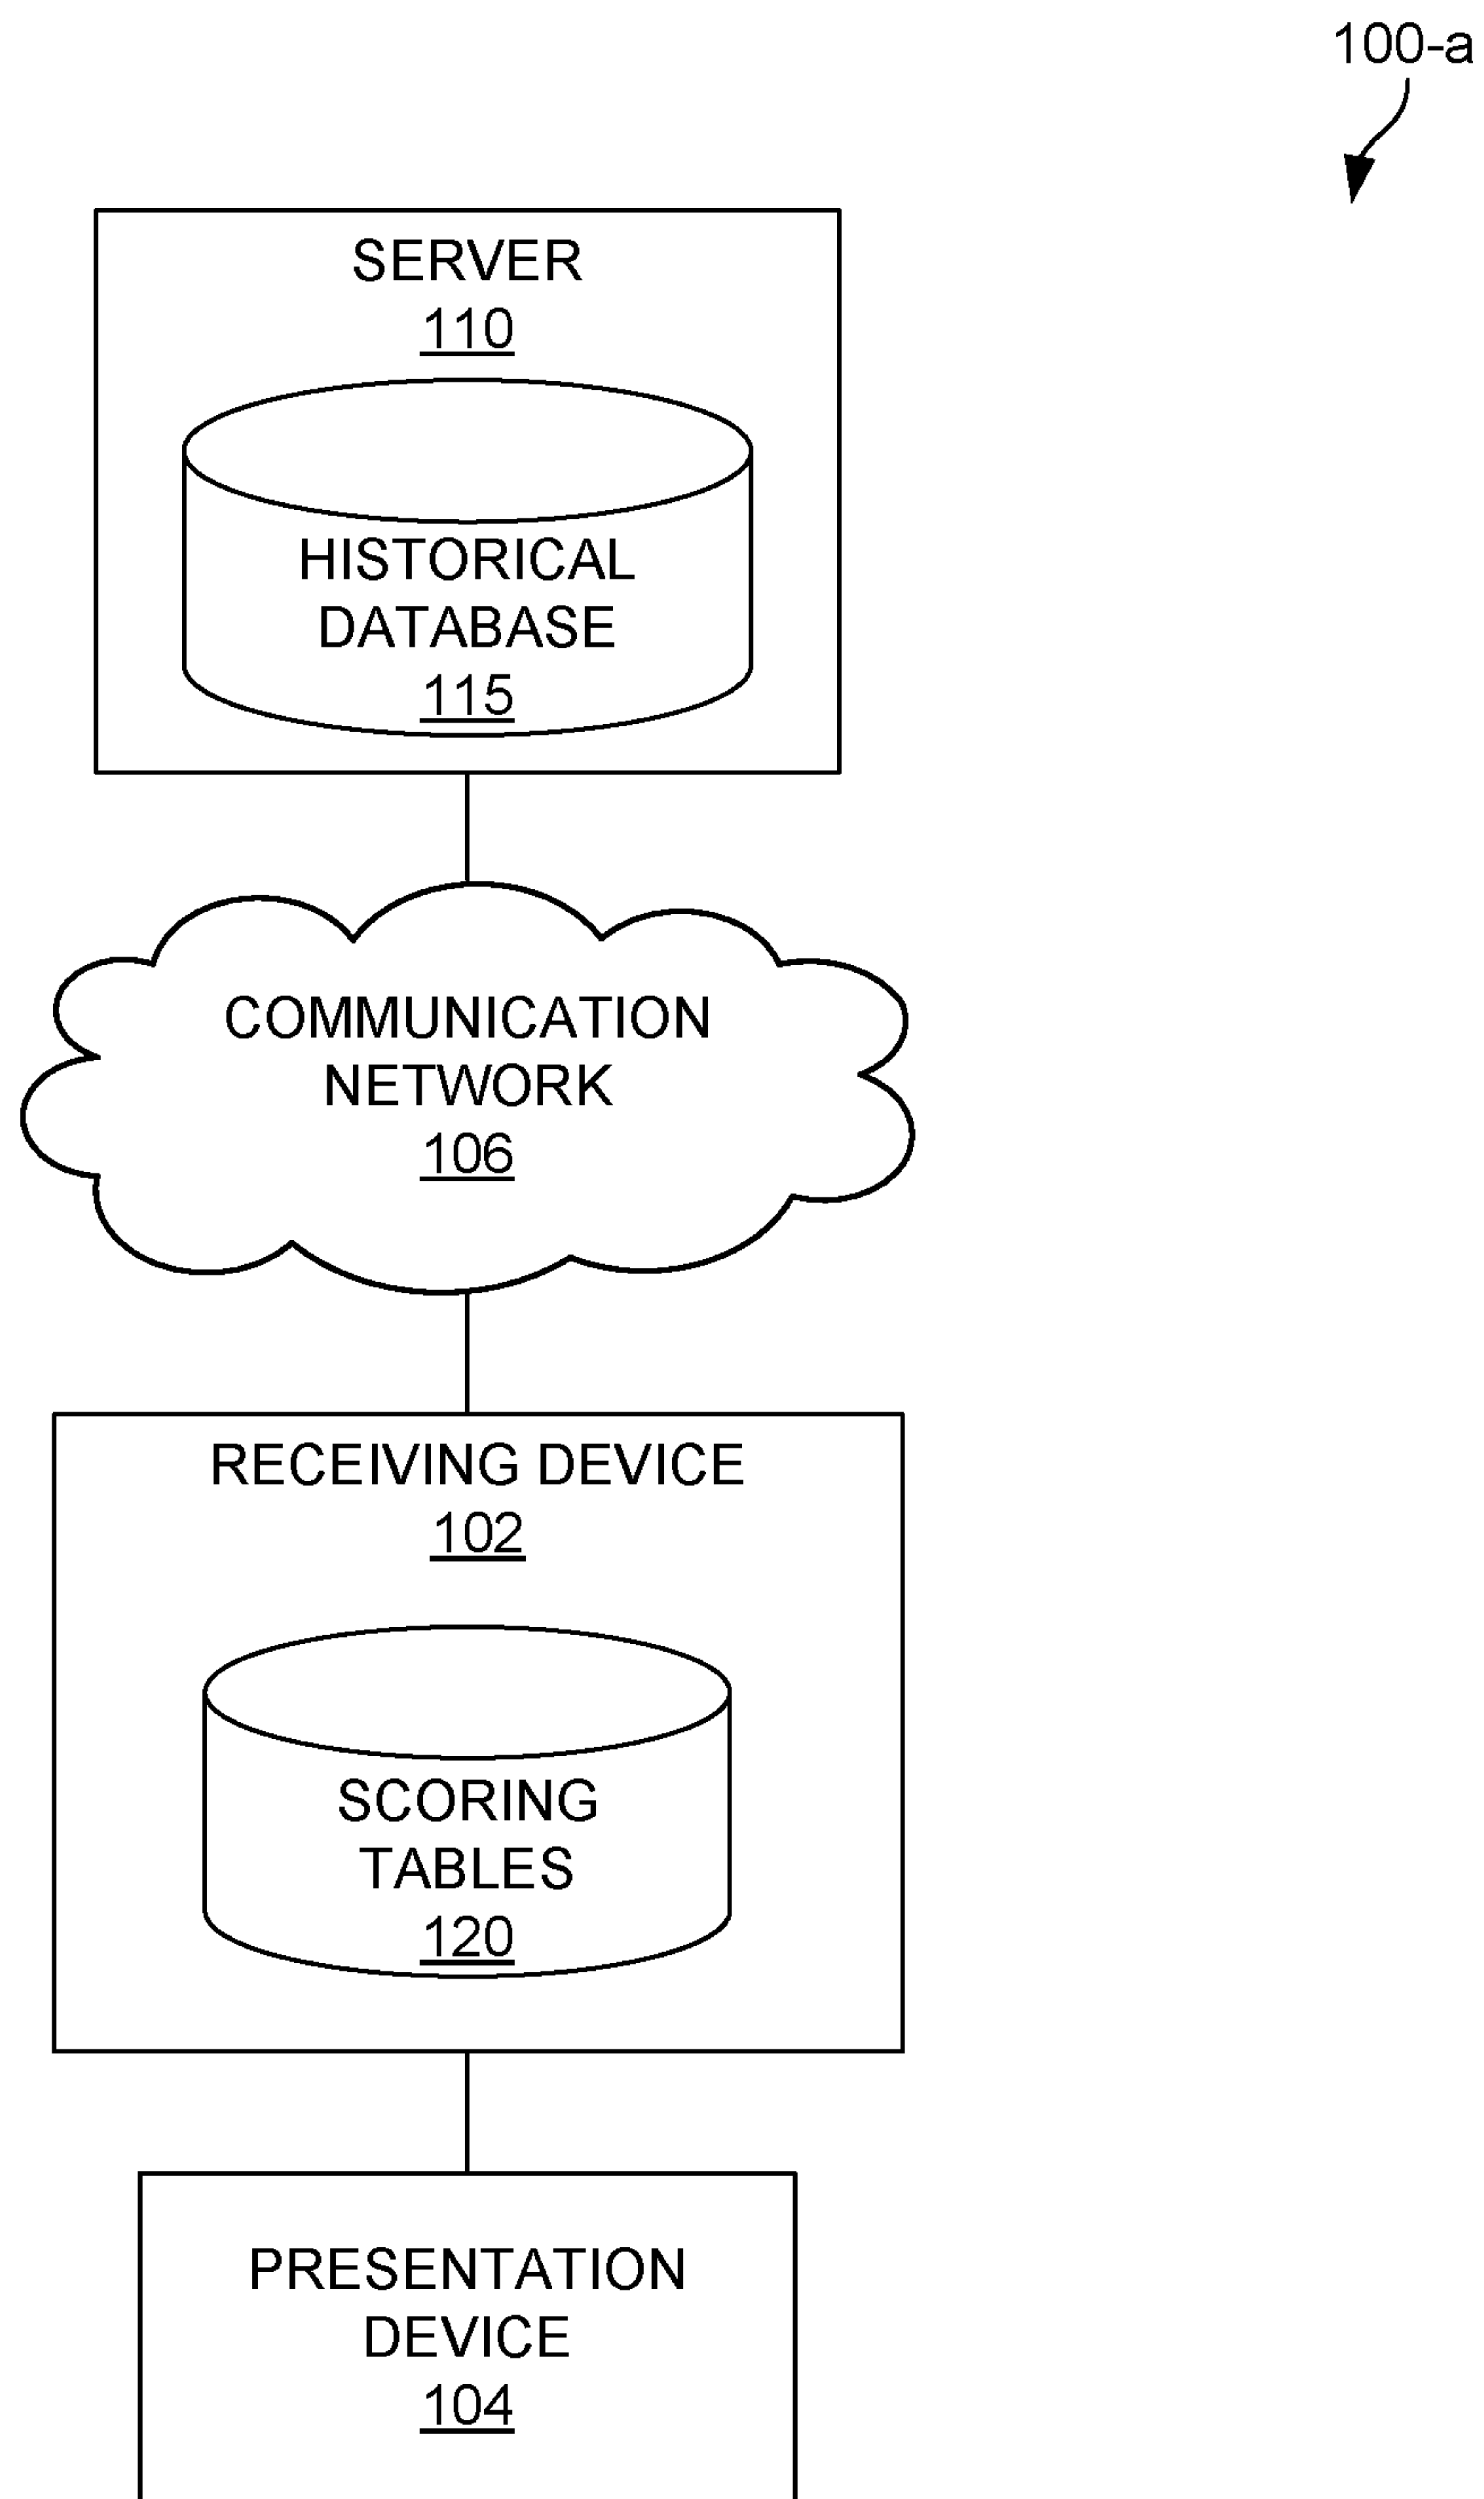 100-a
SERVER
110
HISTORICAL
DATABASE
115
COMMUNICATION
NETWORK
106
RECEIVING DEVICE
102
SCORING
TABLES
120
PRESENTATION
DEVICE
104